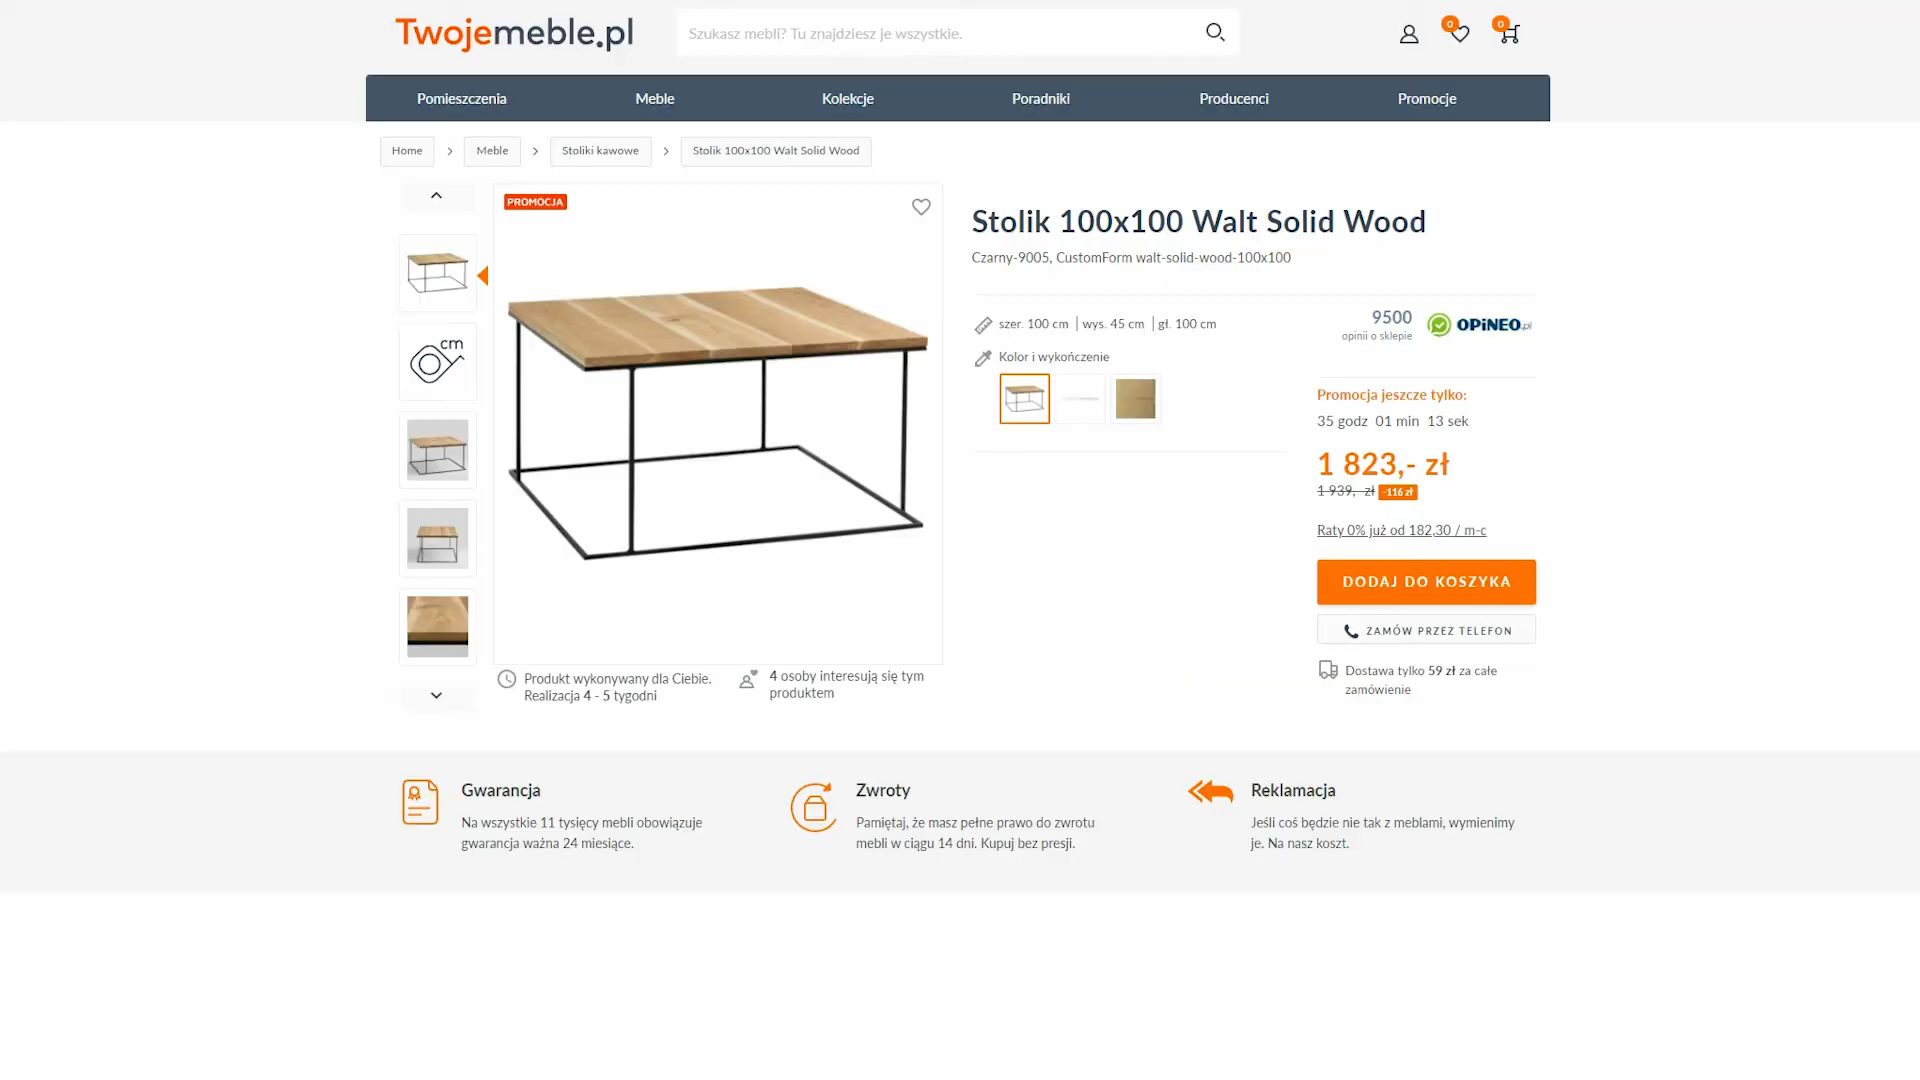 Twojemeble.pl
Szukasz mebli? Tu znajdziesz je wszystkie.
0
0
Pomieszczenia
Meble
Kolekcje
Poradniki
Producenci
Promocje
Home
Meble
Stoliki kawowe
Stolik 100x100 Walt Solid Wood
PROMOCJA
cm
Stolik 100x100 Walt Solid Wood
Czarny-9005, CustomForm walt-solid-wood-100x100
szer. 100 cm | wys. 45 cm | gł. 100 cm
Kolor i wykończenie
9500
opinii o sklepie
OPiNEO.pl
Promocja jeszcze tylko:
35 godz 01 min 13 sek
1 823,- zł
1 939,- zł -116 zł
Raty 0% już od 182,30 / m-c
DODAJ DO KOSZYKA
ZAMÓW PRZEZ TELEFON
Dostawa tylko 59 zł za całe
zamówienie
Produkt wykonywany dla Ciebie.
Realizacja 4 - 5 tygodni
4 osoby interesują się tym
produktem
Gwarancja
Na wszystkie 11 tysięcy mebli obowiązuje
gwarancja ważna 24 miesiące.
Zwroty
Pamiętaj, że masz pełne prawo do zwrotu
mebli w ciągu 14 dni. Kupuj bez presji.
Reklamacja
Jeśli coś będzie nie tak z meblami, wymienimy
je. Na nasz koszt.